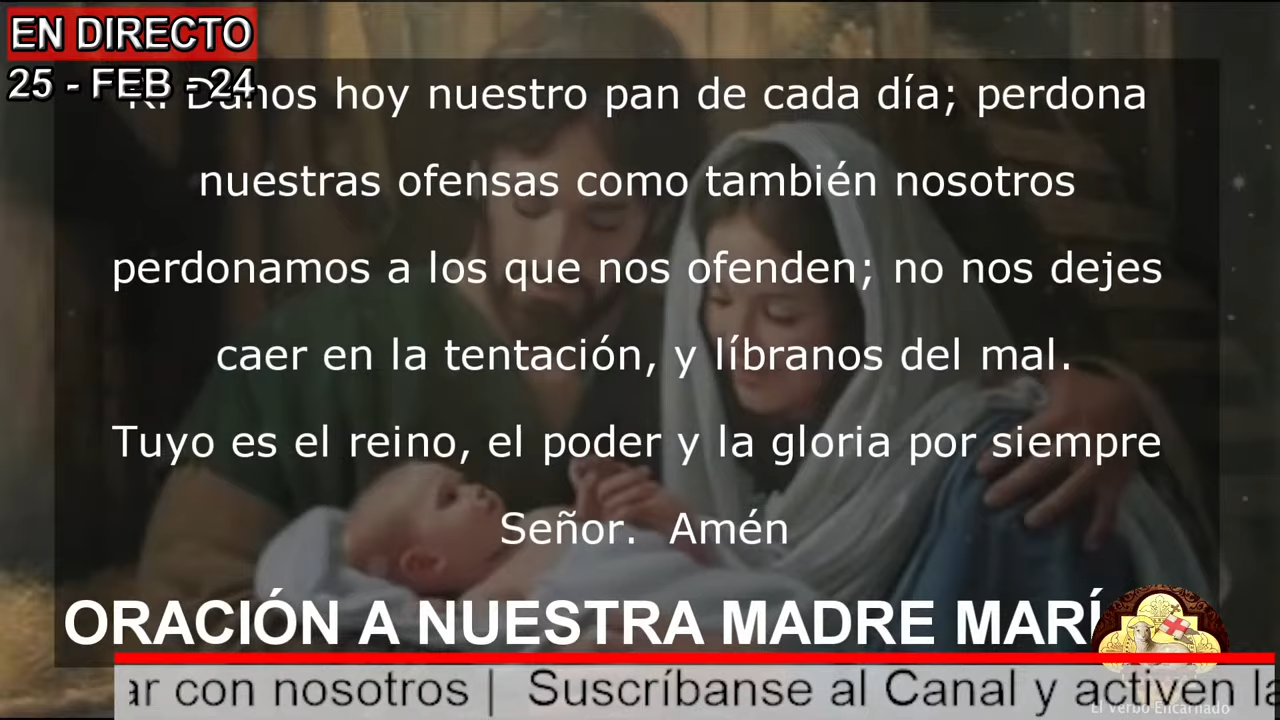 EN DIRECTO
25 - FEB - 24
R. Danos hoy nuestro pan de cada día; perdona
nuestras ofensas como también nosotros
perdonamos a los que nos ofenden; no nos dejes
caer en la tentación, y líbranos del mal.
Tuyo es el reino, el poder y la gloria por siempre
Señor. Amén
ORACIÓN A NUESTRA MADRE MARÍ
ar con nosotros | Suscríbanse al Canal y activen la
El Verbo Encarnado